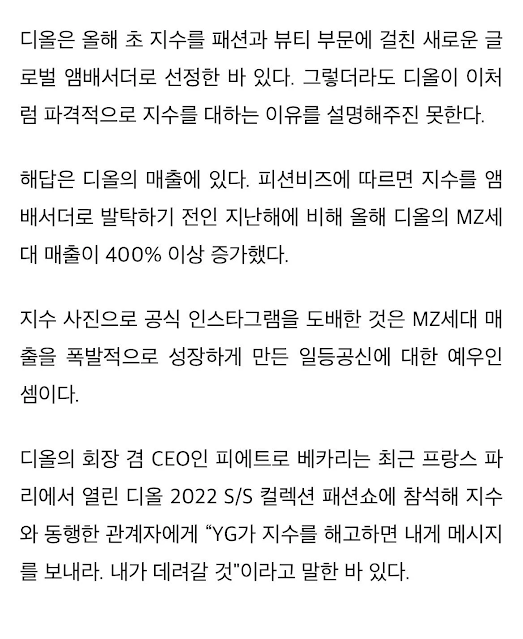 디올은 올해 초 지수를 패션과 뷰티 부문에 걸친 새로운 글
로벌 앰배서더로 선정한 바 있다. 그렇더라도 디올이 이처
럼 파격적으로 지수를 대하는 이유를 설명해주진 못한다.
해답은 디올의 매출에 있다. 피션비즈에 따르면 지수를 앰
배서더로 발탁하기 전인 지난해에 비해 올해 디올의 MZ세
대 매출이 400% 이상 증가했다.
지수 사진으로 공식 인스타그램을 도배한 것은 MZ세대 매
출을 폭발적으로 성장하게 만든 일등공신에 대한 예우인
셈이다.
디올의 회장 겸 CEO인 피에트로 베카리는 최근 프랑스 파
리에서 열린 디올 2022 S/S 컬렉션 패션쇼에 참석해 지수
와 동행한 관계자에게 “YG가 지수를 해고하면 내게 메시지
를 보내라. 내가 데려갈 것"이라고 말한 바 있다.